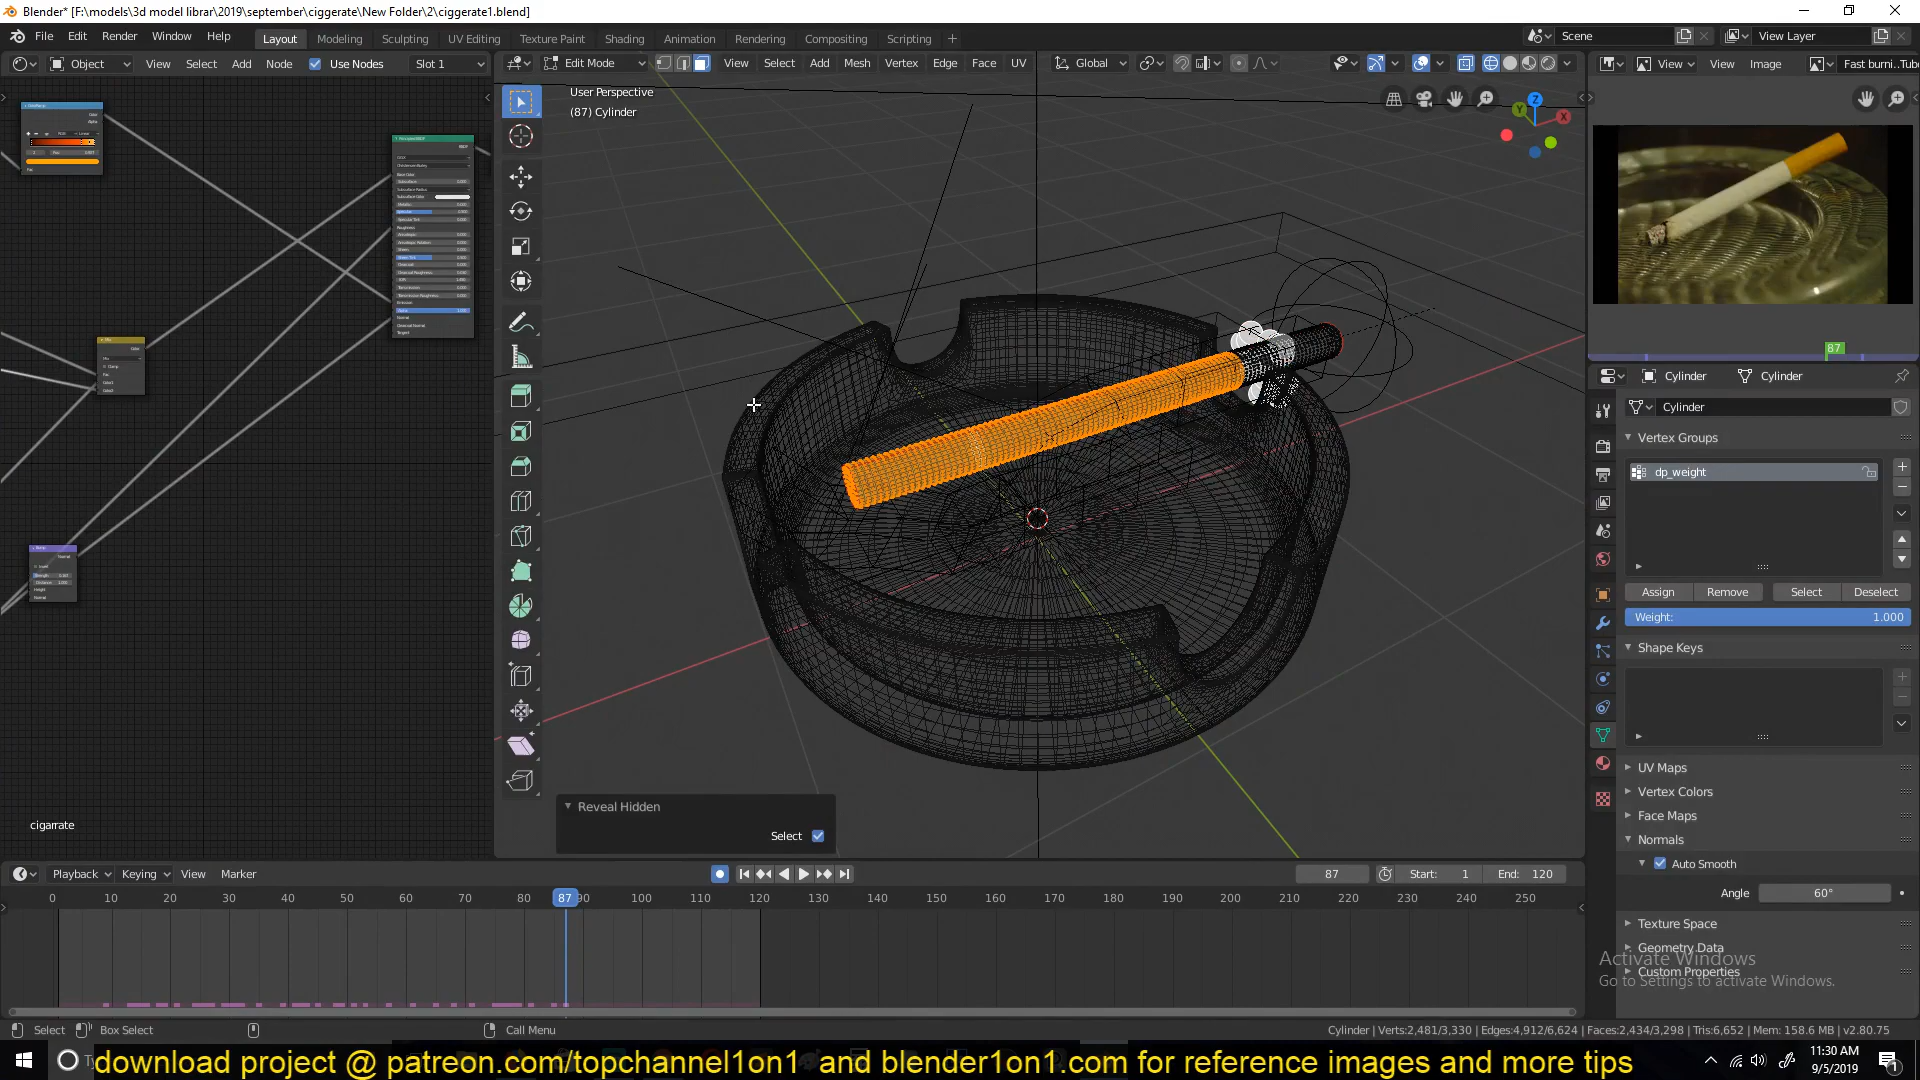 Blender* [F:\models\3d model librar\2019\september\ciggerate\New Folder\2\ciggerate1.blend]
File Edit Render Window Help Layout Modeling Sculpting UV Editing Texture Paint Shading Animation Rendering Compositing Scripting Scene View Layer
Object View Select Add Node Use Nodes Slot 1 Edit Mode View Select Add Mesh Vertex Edge Face UV Global View View Image Fast burni...Tube
User Perspective
(87) Cylinder
Z
Y
X
87
Cylinder Cylinder
Cylinder
Vertex Groups
dp_weight
Assign Remove Select Deselect
Weight: 1.000
Shape Keys
UV Maps
Vertex Colors
Face Maps
Normals
Auto Smooth
Angle 60°
Texture Space
Geometry Data
Custom Properties
Activate Windows
Go to Settings to activate Windows.
Reveal Hidden
Select
cigarrate
Playback Keying View Marker 87 Start: 1 End: 120
0 10 20 30 40 50 60 70 80 87 90 100 110 120 130 140 150 160 170 180 190 200 210 220 230 240 250
Select Box Select Call Menu Cylinder | Verts:2,481/3,330 | Edges:4,912/6,624 | Faces:2,434/3,298 | Tris:6,652 | Mem: 158.6 MB | v2.80.75
download project @ patreon.com/topchannel1on1 and blender1on1.com for reference images and more tips
11:30 AM
9/5/2019